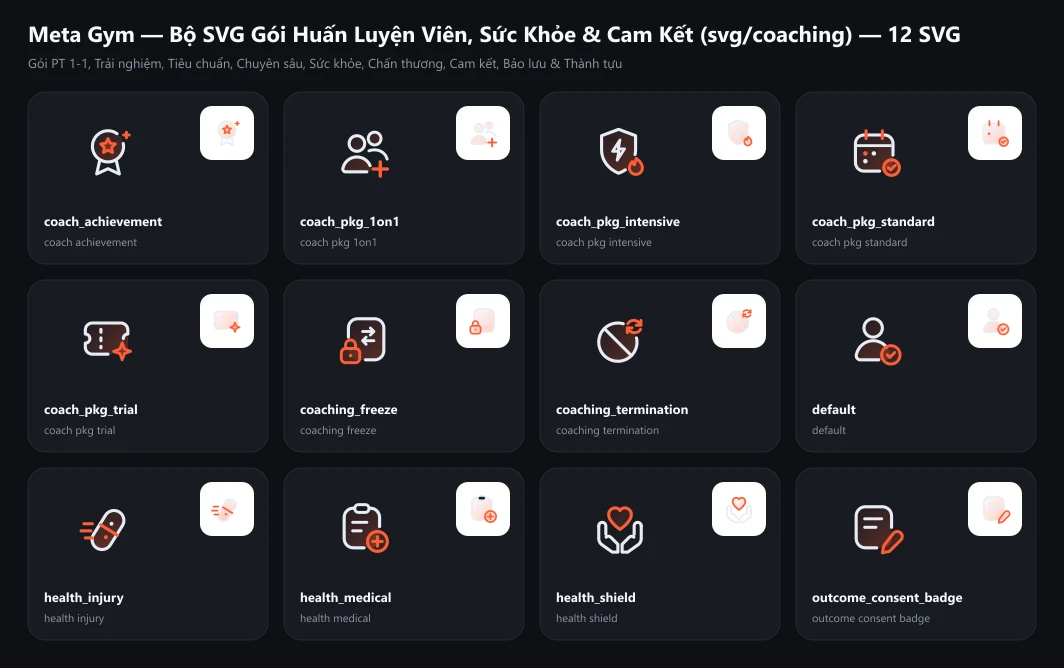 Meta Gym — Bộ SVG Gói Huấn Luyện Viên, Sức Khỏe & Cam Kết (svg/coaching) — 12 SVG
Gói PT 1-1, Trải nghiệm, Tiêu chuẩn, Chuyên sâu, Sức khỏe, Chấn thương, Cam kết, Bảo lưu & Thành tựu
coach_achievement
coach achievement
coach_pkg_1on1
coach pkg 1on1
coach_pkg_intensive
coach pkg intensive
coach_pkg_standard
coach pkg standard
coach_pkg_trial
coach pkg trial
coaching_freeze
coaching freeze
coaching_termination
coaching termination
default
default
health_injury
health injury
health_medical
health medical
health_shield
health shield
outcome_consent_badge
outcome consent badge